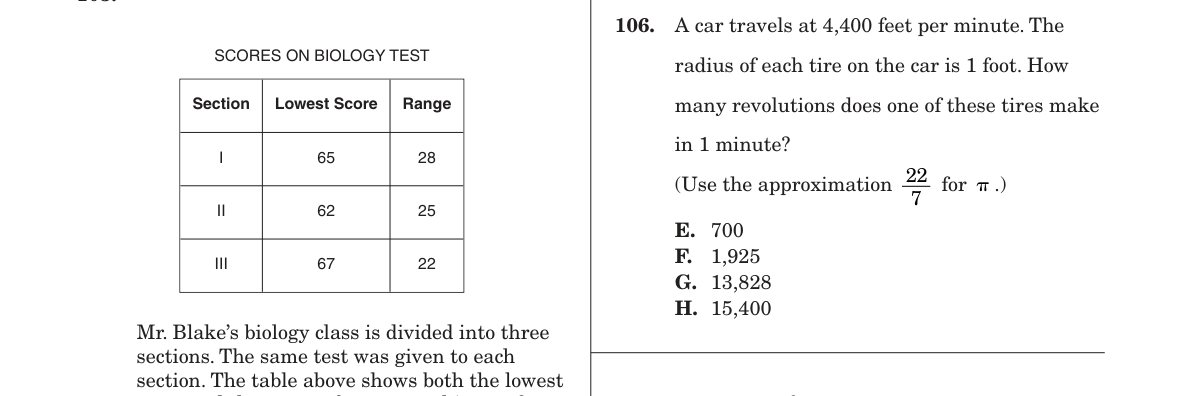 SCORES ON BIOLOGY TEST
Section Lowest Score Range
I 65 28
II 62 25
III 67 22
Mr. Blake’s biology class is divided into three
sections. The same test was given to each
section. The table above shows both the lowest
106. A car travels at 4,400 feet per minute. The
radius of each tire on the car is 1 foot. How
many revolutions does one of these tires make
in 1 minute?
(Use the approximation 22/7 for π .)
E. 700
F. 1,925
G. 13,828
H. 15,400